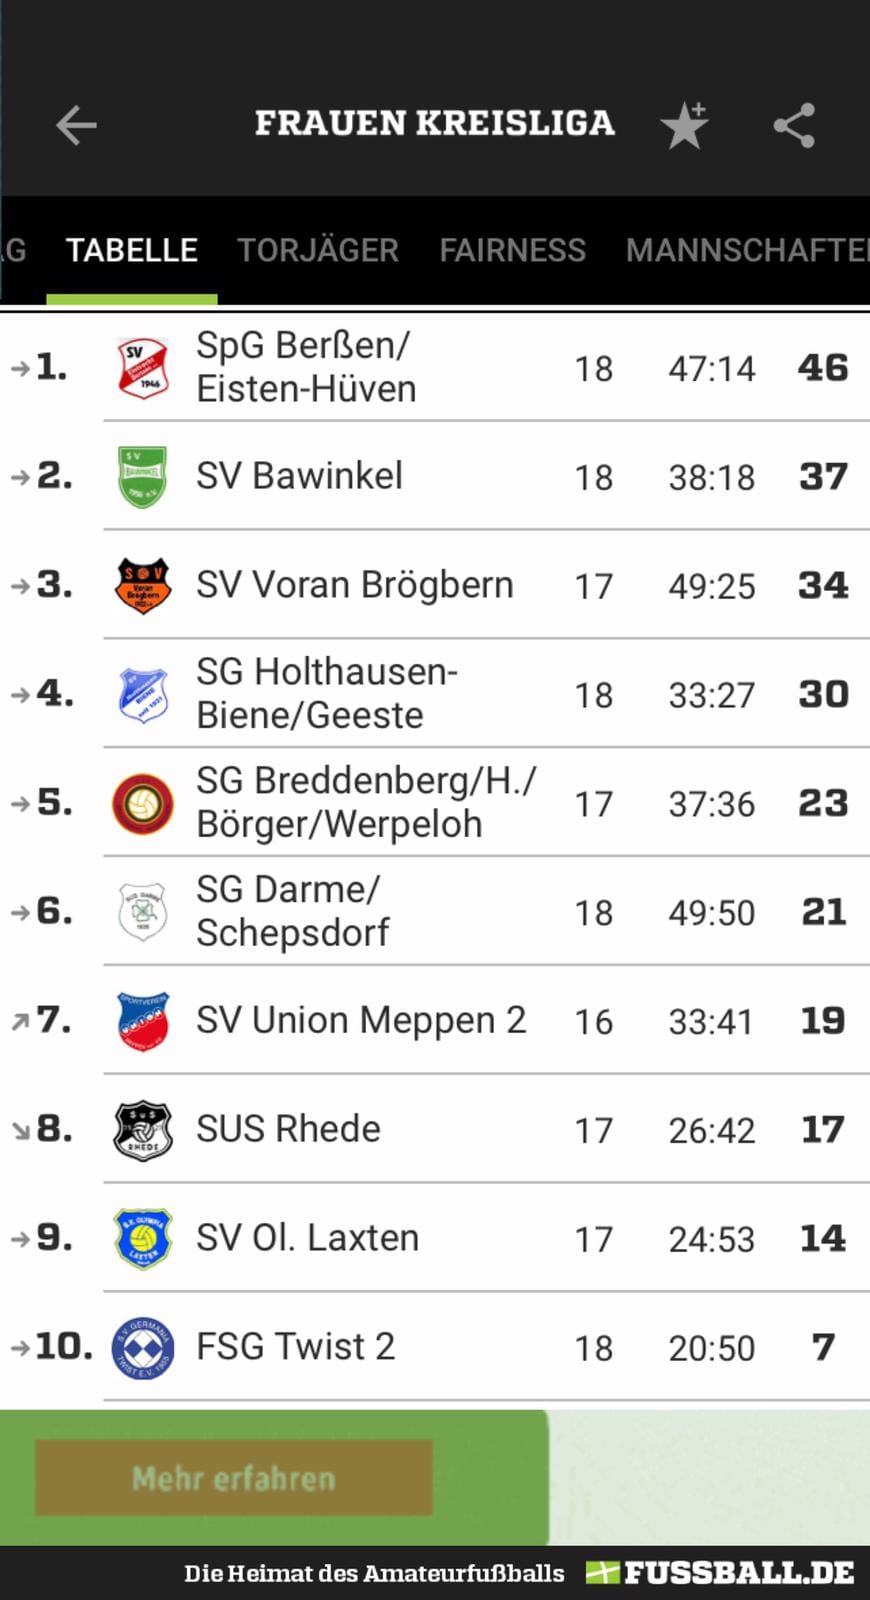 FRAUEN KREISLIGA
G TABELLE TORJÄGER FAIRNESS MANNSCHAFTE
1. SpG Berßen/
Eisten-Hüven 18 47:14 46
2. SV Bawinkel 18 38:18 37
3. SV Voran Brögbern 17 49:25 34
4. SG Holthausen-
Biene/Geeste 18 33:27 30
5. SG Breddenberg/H./
Börger/Werpeloh 17 37:36 23
6. SG Darme/
Schepsdorf 18 49:50 21
7. SV Union Meppen 2 16 33:41 19
8. SUS Rhede 17 26:42 17
9. SV Ol. Laxten 17 24:53 14
10. FSG Twist 2 18 20:50 7
Mehr erfahren
Die Heimat des Amateurfußballs FUSSBALL.DE